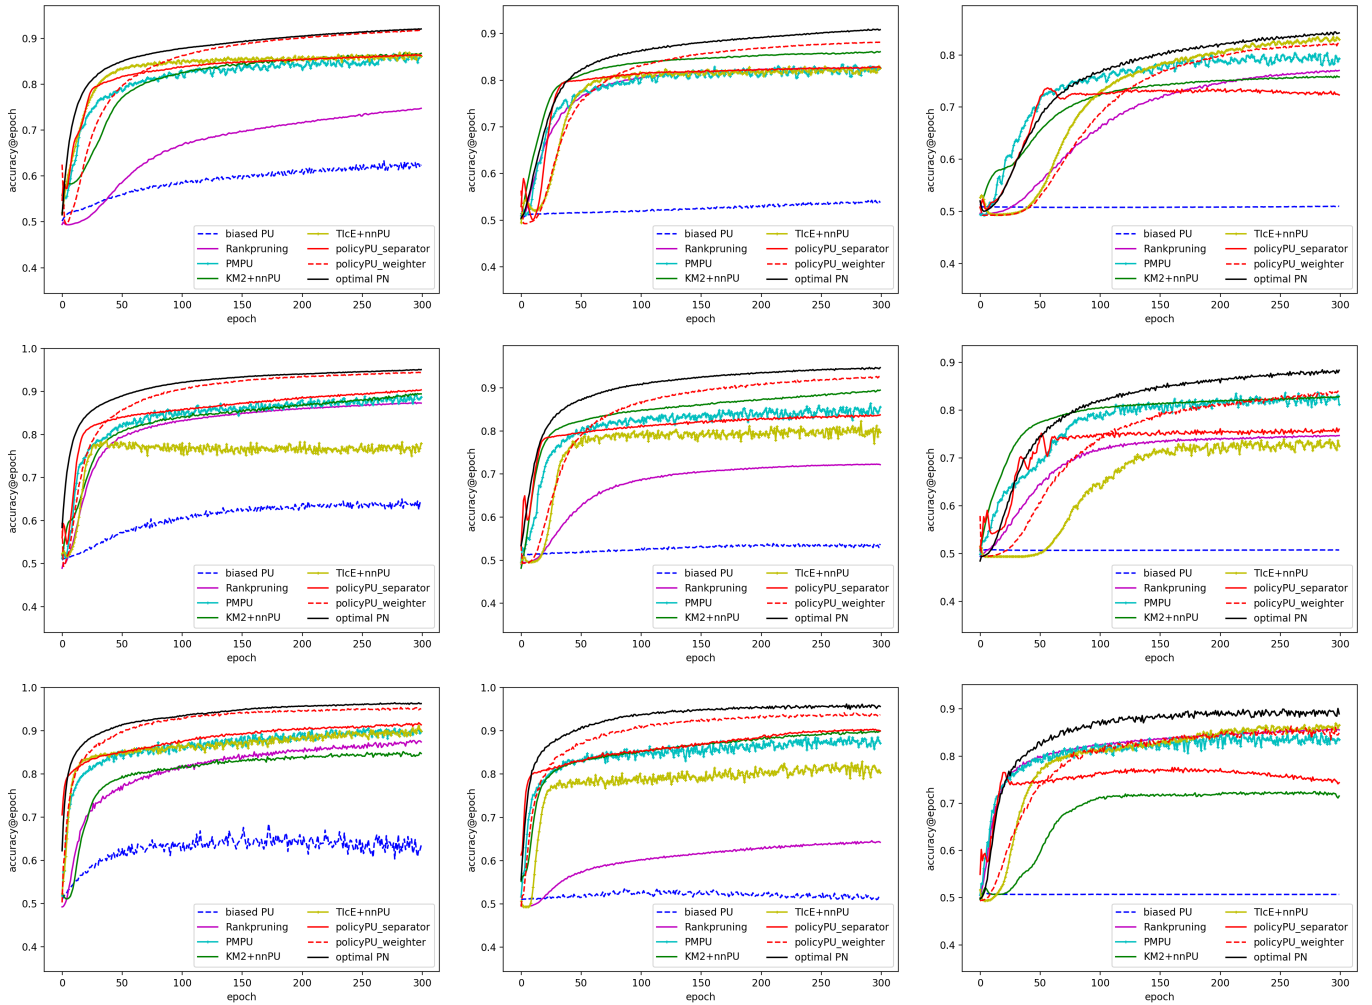 0.9
0.8
0.7
0.6
0.5
0.4
accuracy@epoch
0 50 100 150 200 250 300
epoch
biased PU
Rankpruning
PMPU
KM2+nnPU
TIcE+nnPU
policyPU_separator
policyPU_weighter
optimal PN
0.9
0.8
0.7
0.6
0.5
0.4
accuracy@epoch
0 50 100 150 200 250 300
epoch
biased PU
Rankpruning
PMPU
KM2+nnPU
TIcE+nnPU
policyPU_separator
policyPU_weighter
optimal PN
0.8
0.7
0.6
0.5
0.4
accuracy@epoch
0 50 100 150 200 250 300
epoch
biased PU
Rankpruning
PMPU
KM2+nnPU
TIcE+nnPU
policyPU_separator
policyPU_weighter
optimal PN
1.0
0.9
0.8
0.7
0.6
0.5
0.4
accuracy@epoch
0 50 100 150 200 250 300
epoch
biased PU
Rankpruning
PMPU
KM2+nnPU
TIcE+nnPU
policyPU_separator
policyPU_weighter
optimal PN
0.9
0.8
0.7
0.6
0.5
0.4
accuracy@epoch
0 50 100 150 200 250 300
epoch
biased PU
Rankpruning
PMPU
KM2+nnPU
TIcE+nnPU
policyPU_separator
policyPU_weighter
optimal PN
0.9
0.8
0.7
0.6
0.5
0.4
accuracy@epoch
0 50 100 150 200 250 300
epoch
biased PU
Rankpruning
PMPU
KM2+nnPU
TIcE+nnPU
policyPU_separator
policyPU_weighter
optimal PN
1.0
0.9
0.8
0.7
0.6
0.5
0.4
accuracy@epoch
0 50 100 150 200 250 300
epoch
biased PU
Rankpruning
PMPU
KM2+nnPU
TIcE+nnPU
policyPU_separator
policyPU_weighter
optimal PN
1.0
0.9
0.8
0.7
0.6
0.5
0.4
accuracy@epoch
0 50 100 150 200 250 300
epoch
biased PU
Rankpruning
PMPU
KM2+nnPU
TIcE+nnPU
policyPU_separator
policyPU_weighter
optimal PN
0.9
0.8
0.7
0.6
0.5
0.4
accuracy@epoch
0 50 100 150 200 250 300
epoch
biased PU
Rankpruning
PMPU
KM2+nnPU
TIcE+nnPU
policyPU_separator
policyPU_weighter
optimal PN